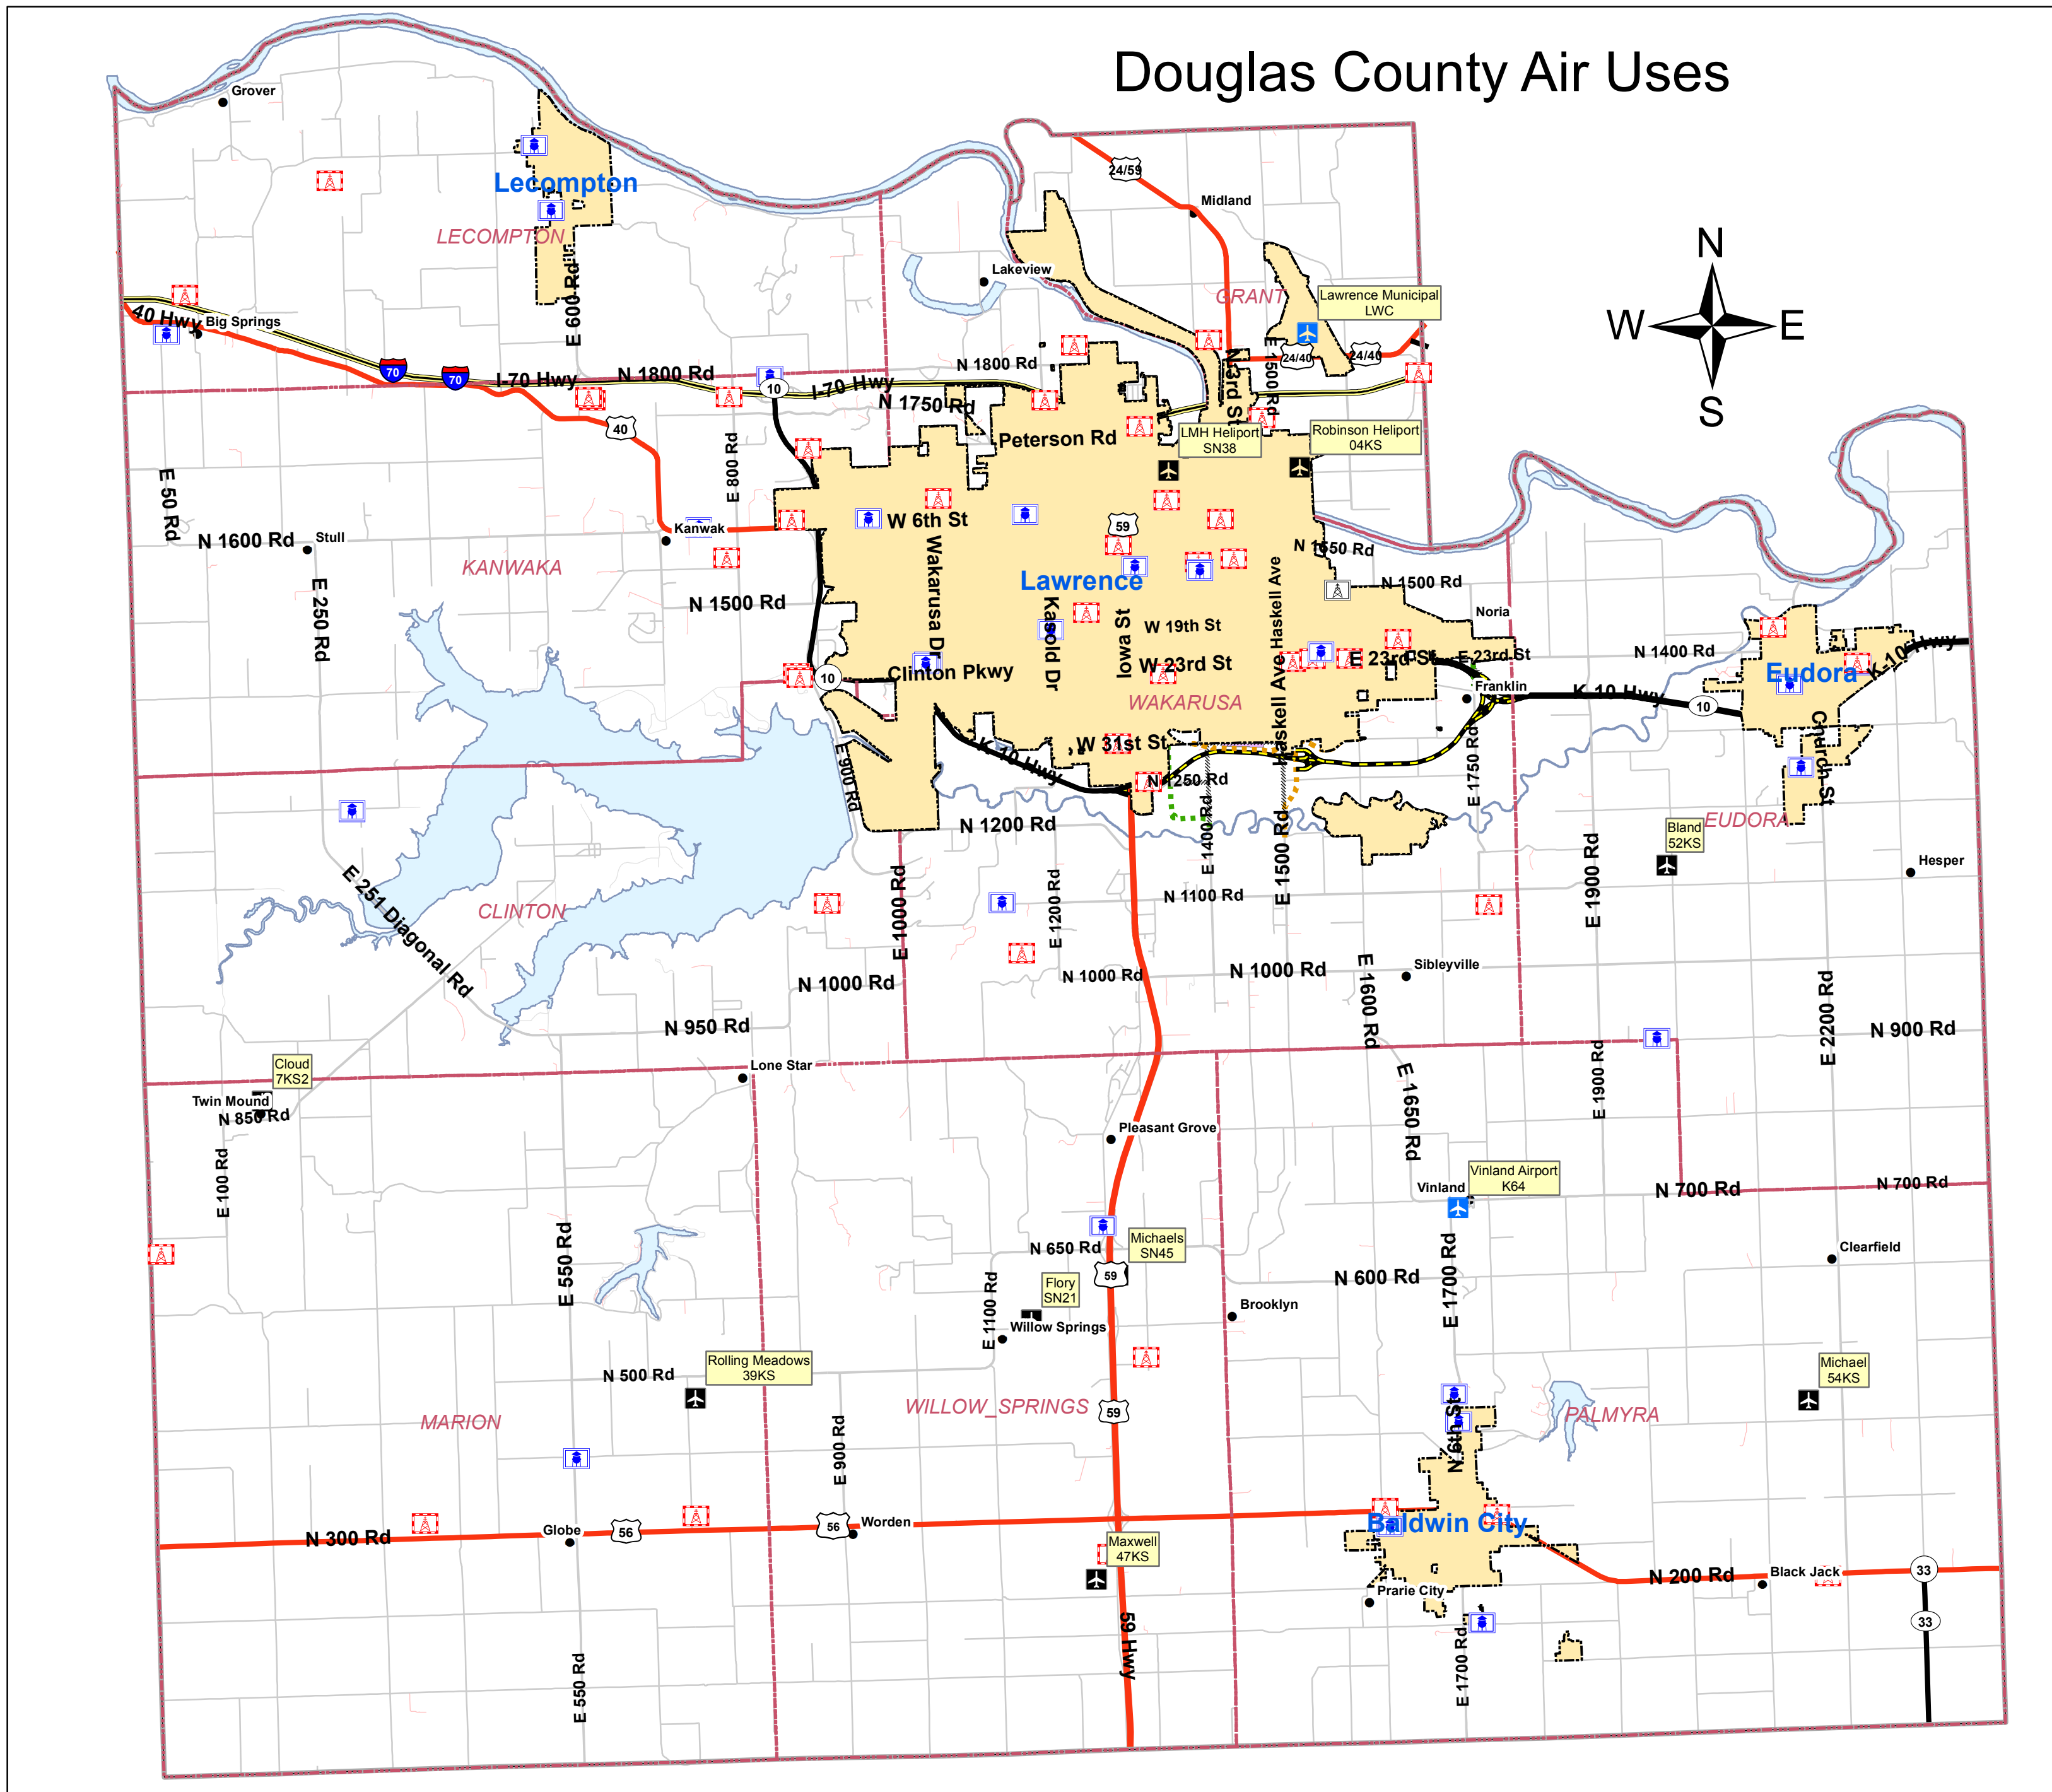 Douglas County Air Uses
Grover
Lecompton
LECOMPTON
24/59
Midland
N
W E
S
Lakeview
GRANT
Lawrence Municipal
LWC
E 600 Rd
40 Hwy
Big Springs
70
70
I-70 Hwy
N 1800 Rd
10
I-70 Hwy
N 1800 Rd
N 1750 Rd
N 3rd St
E 1500 Rd
24/40
24/40
40
Peterson Rd
LMH Heliport
SN38
Robinson Heliport
04KS
E 50 Rd
E 800 Rd
N 1600 Rd
Stull
Kanwak
W 6th St
59
N 1650 Rd
KANWAKA
E 250 Rd
N 1500 Rd
Wakarusa Dr
Lawrence
Kasold Dr
Iowa St
Haskell Ave
Haskell Ave
W 19th St
N 1500 Rd
Noria
W 23rd St
E 23rd St
E 23rd St
N 1400 Rd
Clinton Pkwy
10
WAKARUSA
Franklin
K-10 Hwy
10
Eudora
K-10 Hwy
Church St
W 31st St
K-10 Hwy
E 900 Rd
N 1250 Rd
E 1750 Rd
N 1200 Rd
E 1400 Rd
E 1500 Rd
EUDORA
Bland
52KS
Hesper
E 251 Diagonal Rd
CLINTON
E 1000 Rd
E 1200 Rd
N 1100 Rd
E 1900 Rd
N 1000 Rd
N 1000 Rd
N 1000 Rd
Sibleyville
E 1600 Rd
E 2200 Rd
N 950 Rd
N 900 Rd
Cloud
7KS2
Lone Star
Twin Mound
N 850 Rd
E 1650 Rd
E 1900 Rd
E 100 Rd
Pleasant Grove
Vinland Airport
K64
Vinland
N 700 Rd
N 700 Rd
E 550 Rd
N 650 Rd
Michaels
SN45
59
E 1700 Rd
Clearfield
N 600 Rd
Flory
SN21
E 1100 Rd
Willow Springs
Brooklyn
Rolling Meadows
39KS
N 500 Rd
Michael
54KS
MARION
WILLOW_SPRINGS
59
N 6th St
PALMYRA
E 900 Rd
N 300 Rd
Globe
56
56
Worden
Baldwin City
Maxwell
47KS
Prarie City
N 200 Rd
Black Jack
33
33
59 Hwy
E 550 Rd
E 1700 Rd